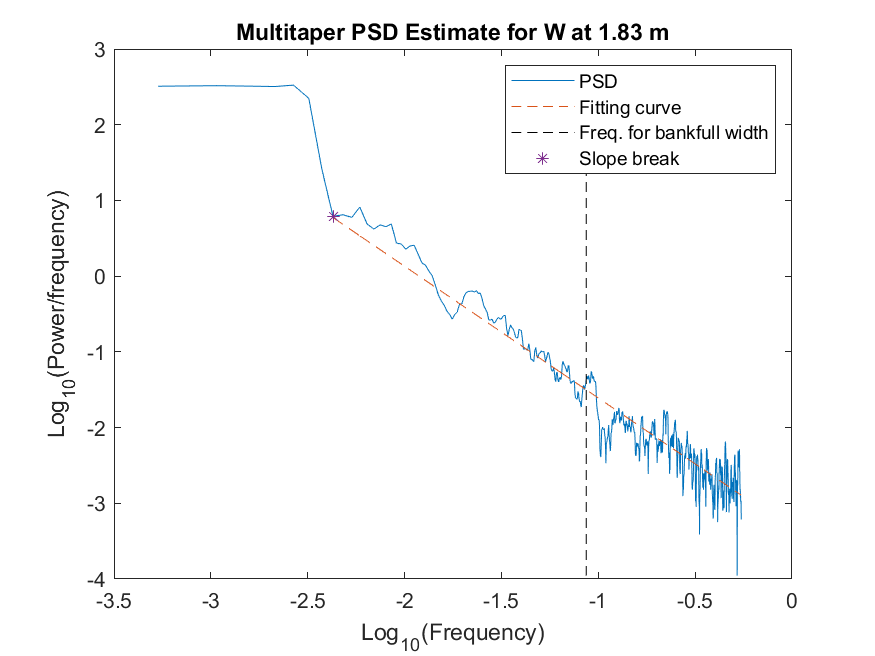 Multitaper PSD Estimate for W at 1.83 m
3
2
1
0
-1
-2
-3
-4
Log10(Power/frequency)
PSD
Fitting curve
Freq. for bankfull width
Slope break
-3.5 -3 -2.5 -2 -1.5 -1 -0.5 0
Log10(Frequency)